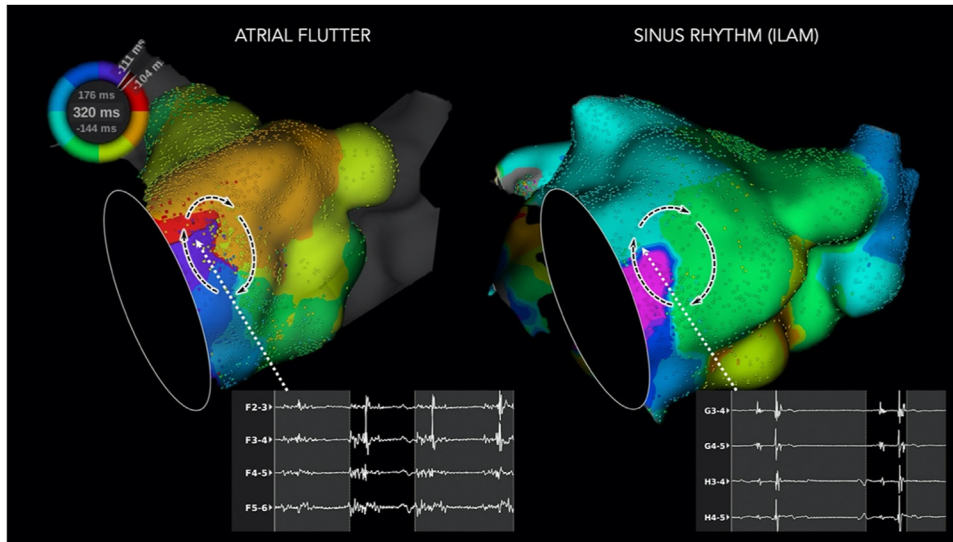 ATRIAL FLUTTER
SINUS RHYTHM (ILAM)
-111 ms
-104 m
176 ms
320 ms
-144 ms
F2-3
F3-4
F4-5
F5-6
G3-4
G4-5
H3-4
H4-5